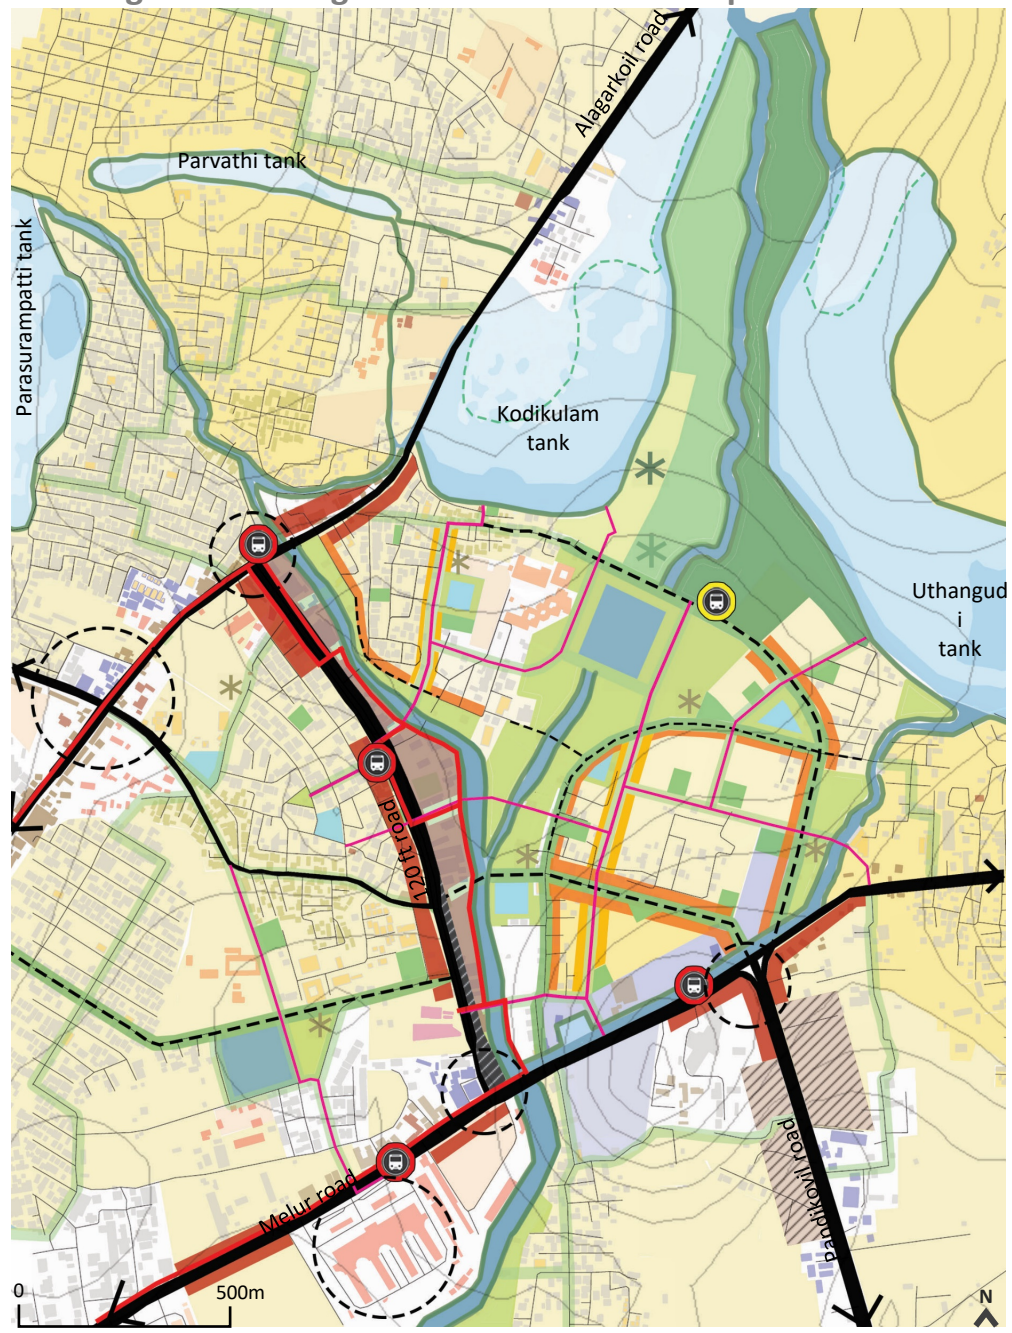 Alagarkoil road
Parvathi tank
Parasurampatti tank
Kodikulam
tank
Uthangud
i
tank
120 ft road
Melur road
Pandikovil road
0
500m
N